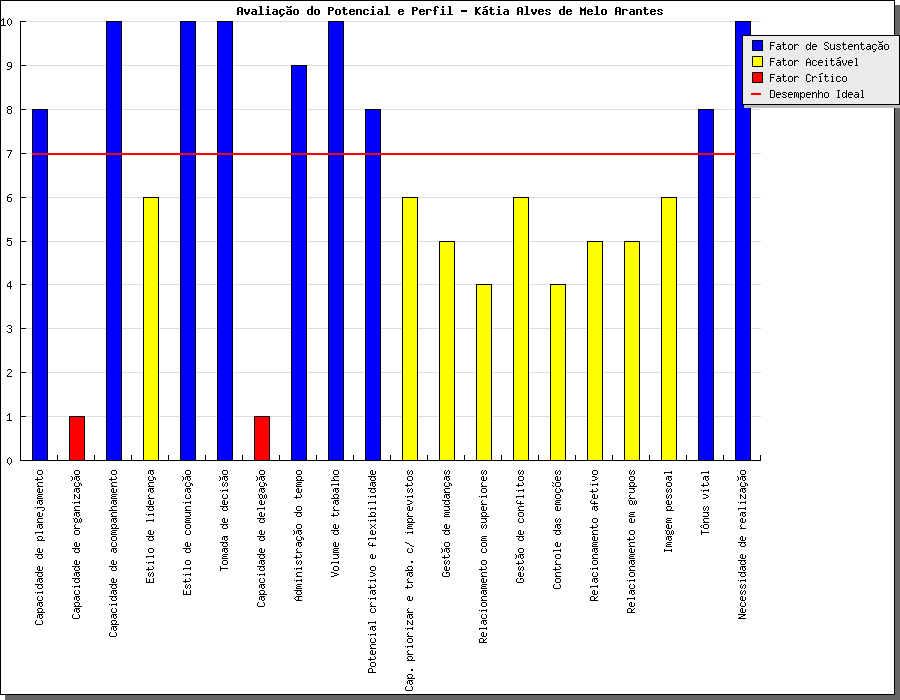 Avaliação do Potencial e Perfil - Kátia Alves de Melo Arantes
Fator de Sustentação
Fator Aceitável
Fator Crítico
Desempenho Ideal
10
9
8
7
6
5
4
3
2
1
0
Capacidade de planejamento
Capacidade de organização
Capacidade de acompanhamento
Estilo de liderança
Estilo de comunicação
Tomada de decisão
Capacidade de delegação
Administração do tempo
Volume de trabalho
Potencial criativo e flexibilidade
Cap. priorizar e trab. c/ imprevistos
Gestão de mudanças
Relacionamento com superiores
Gestão de conflitos
Controle das emoções
Relacionamento afetivo
Relacionamento em grupos
Imagem pessoal
Tônus vital
Necessidade de realização